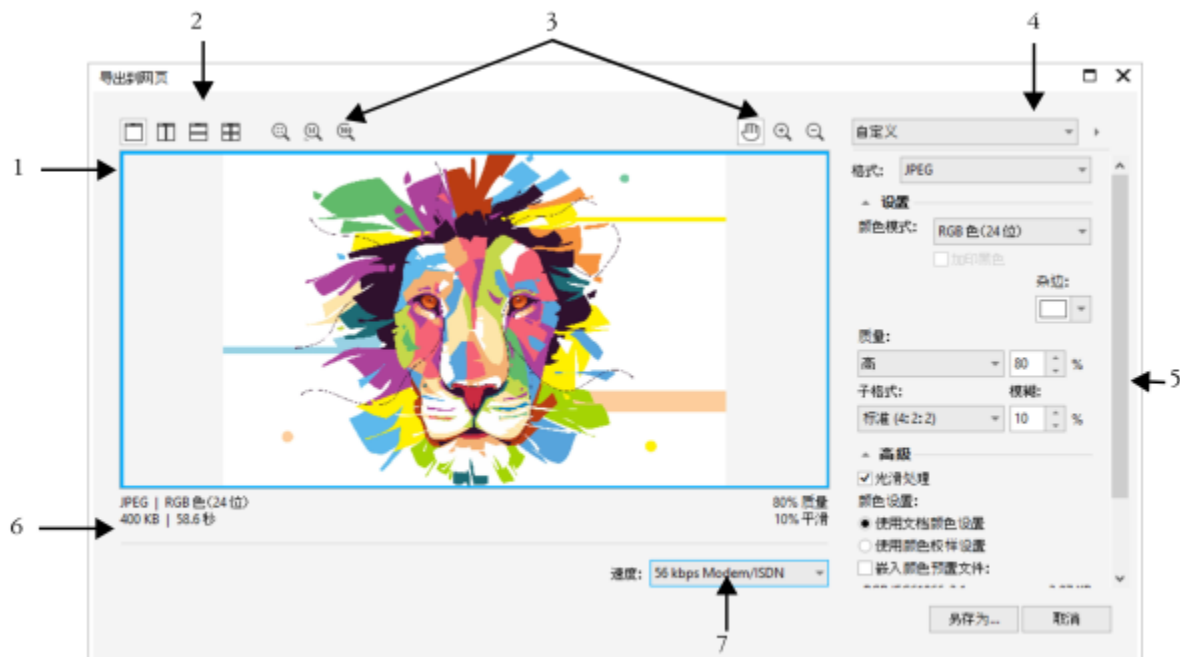 2
3
4
导出到网页
自定义
1
格式: JPEG
设置
颜色模式: RGB 色(24 位)
加印黑色
杂边:
质量:
高 80 %
5
子格式: 模糊:
标准 (4:2:2) 10 %
高级
光滑处理
颜色设置:
使用文档颜色设置
使用颜色校样设置
嵌入颜色预置文件:
JPEG | RGB 色(24 位) 80% 质量
400 KB | 58.6 秒 10% 平滑
6
速度: 56 kbps Modem/ISDN
另存为... 取消
7